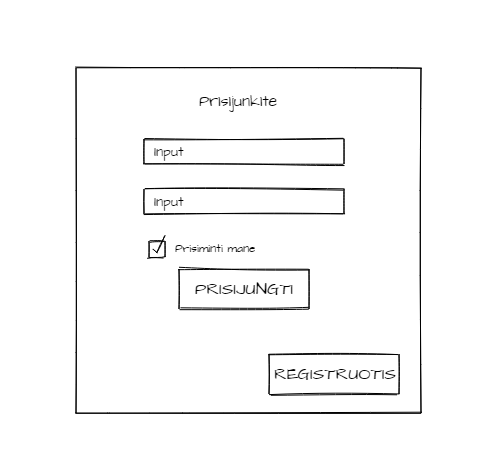 Prisijunkite
Input
Input
Prisiminti mane
PRISIJUNGTI
REGISTRUOTIS